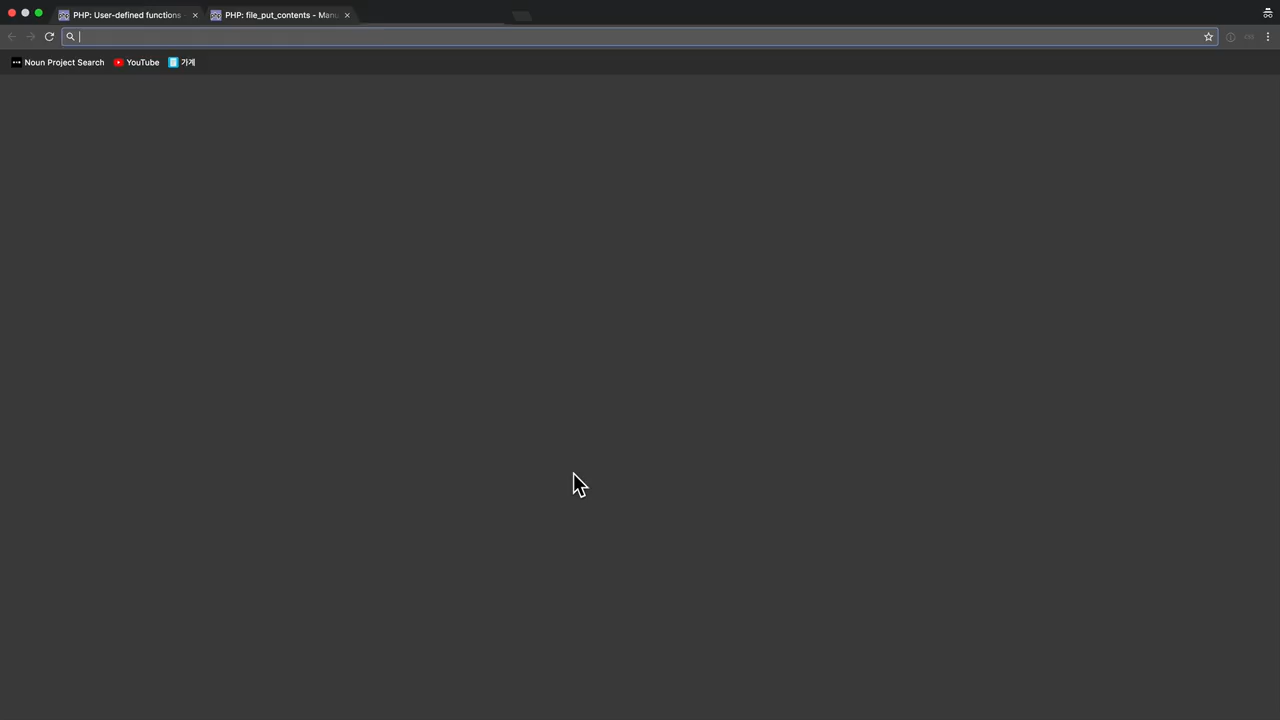 PHP: User-defined functions -
PHP: file_put_contents - Manu
Noun Project Search
YouTube
가계